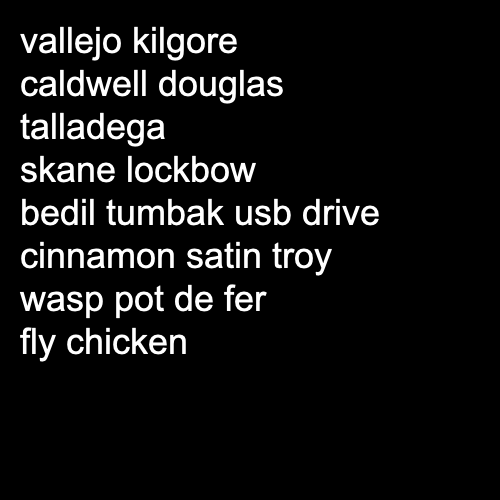 vallejo kilgore
caldwell douglas
talladega
skane lockbow
bedil tumbak usb drive
cinnamon satin troy
wasp pot de fer
fly chicken